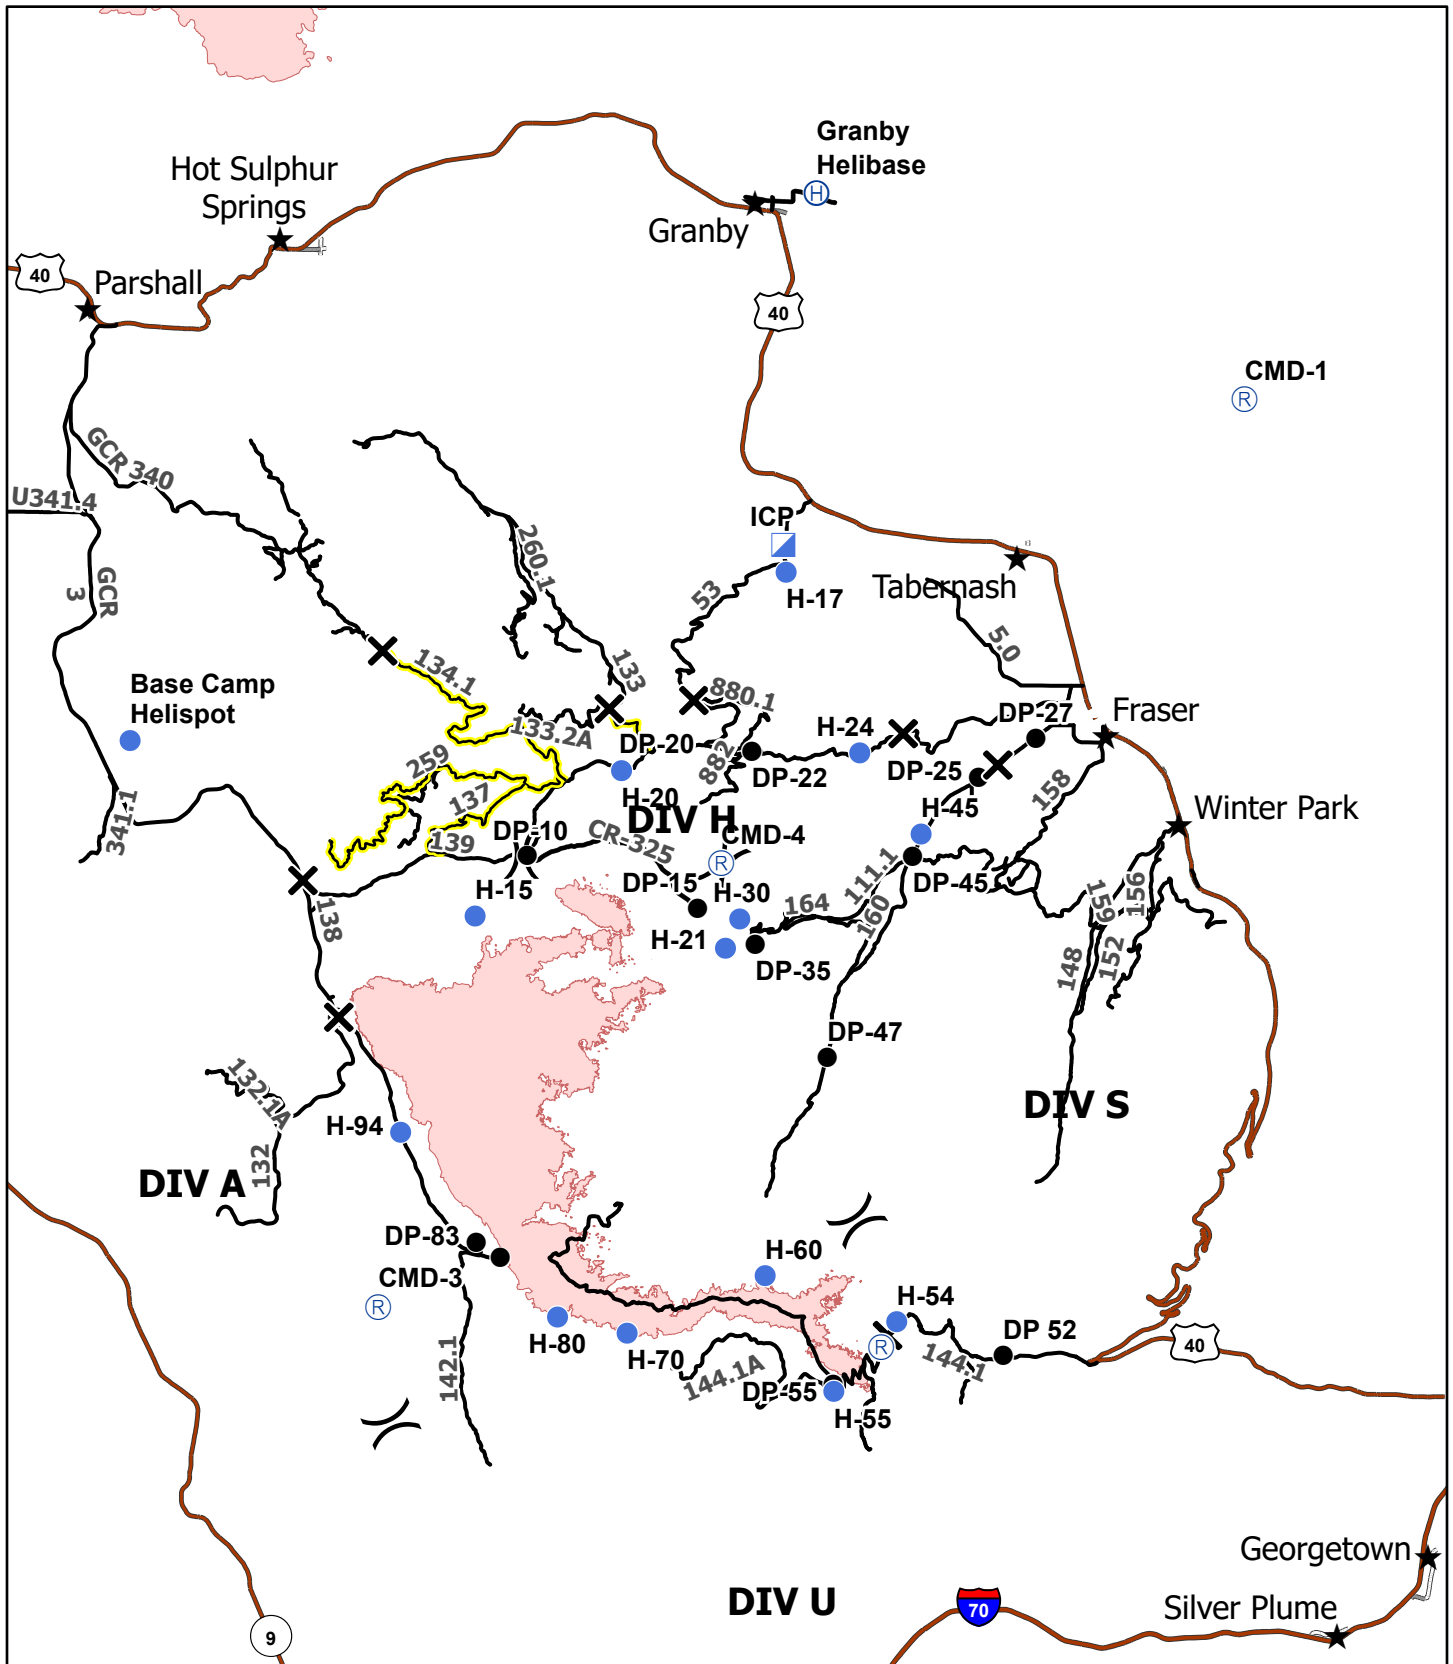 Granby
Helibase
H
Hot Sulphur
Springs
Granby
40
Parshall
40
CMD-1
R
GCR 340
U341.4
ICP
260.1
GCR
3
53
H-17
Tabernash
5.0
134.1
133
880.1
Base Camp
Helispot
133.2A
DP-20
H-24
DP-27
Fraser
259
882
DP-22
DP-25
158
137
H-20
H-45
Winter Park
341.1
139
DP-10
CR-325
DIV H
CMD-4
R
DP-15
111.1
DP-45
H-15
H-30
164
160
159
156
138
H-21
DP-35
148
152
DP-47
132.1A
H-94
DIV S
132
DIV A
DP-83
CMD-3
R
H-60
H-54
H-80
H-70
R
DP 52
40
142.1
144.1A
144.1
DP-55
H-55
Georgetown
DIV U
70
Silver Plume
9